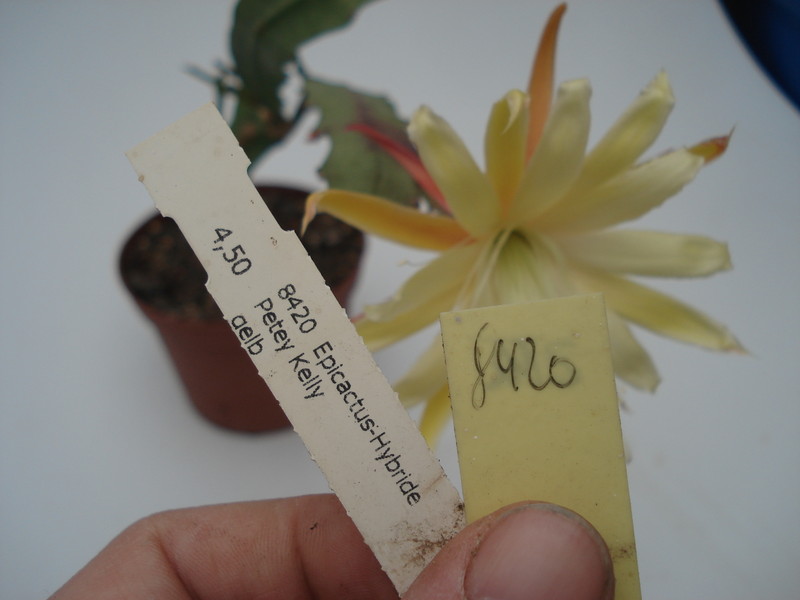 4,50
8420 Epicactus-Hybride
Petey Kelly
gelb
8420